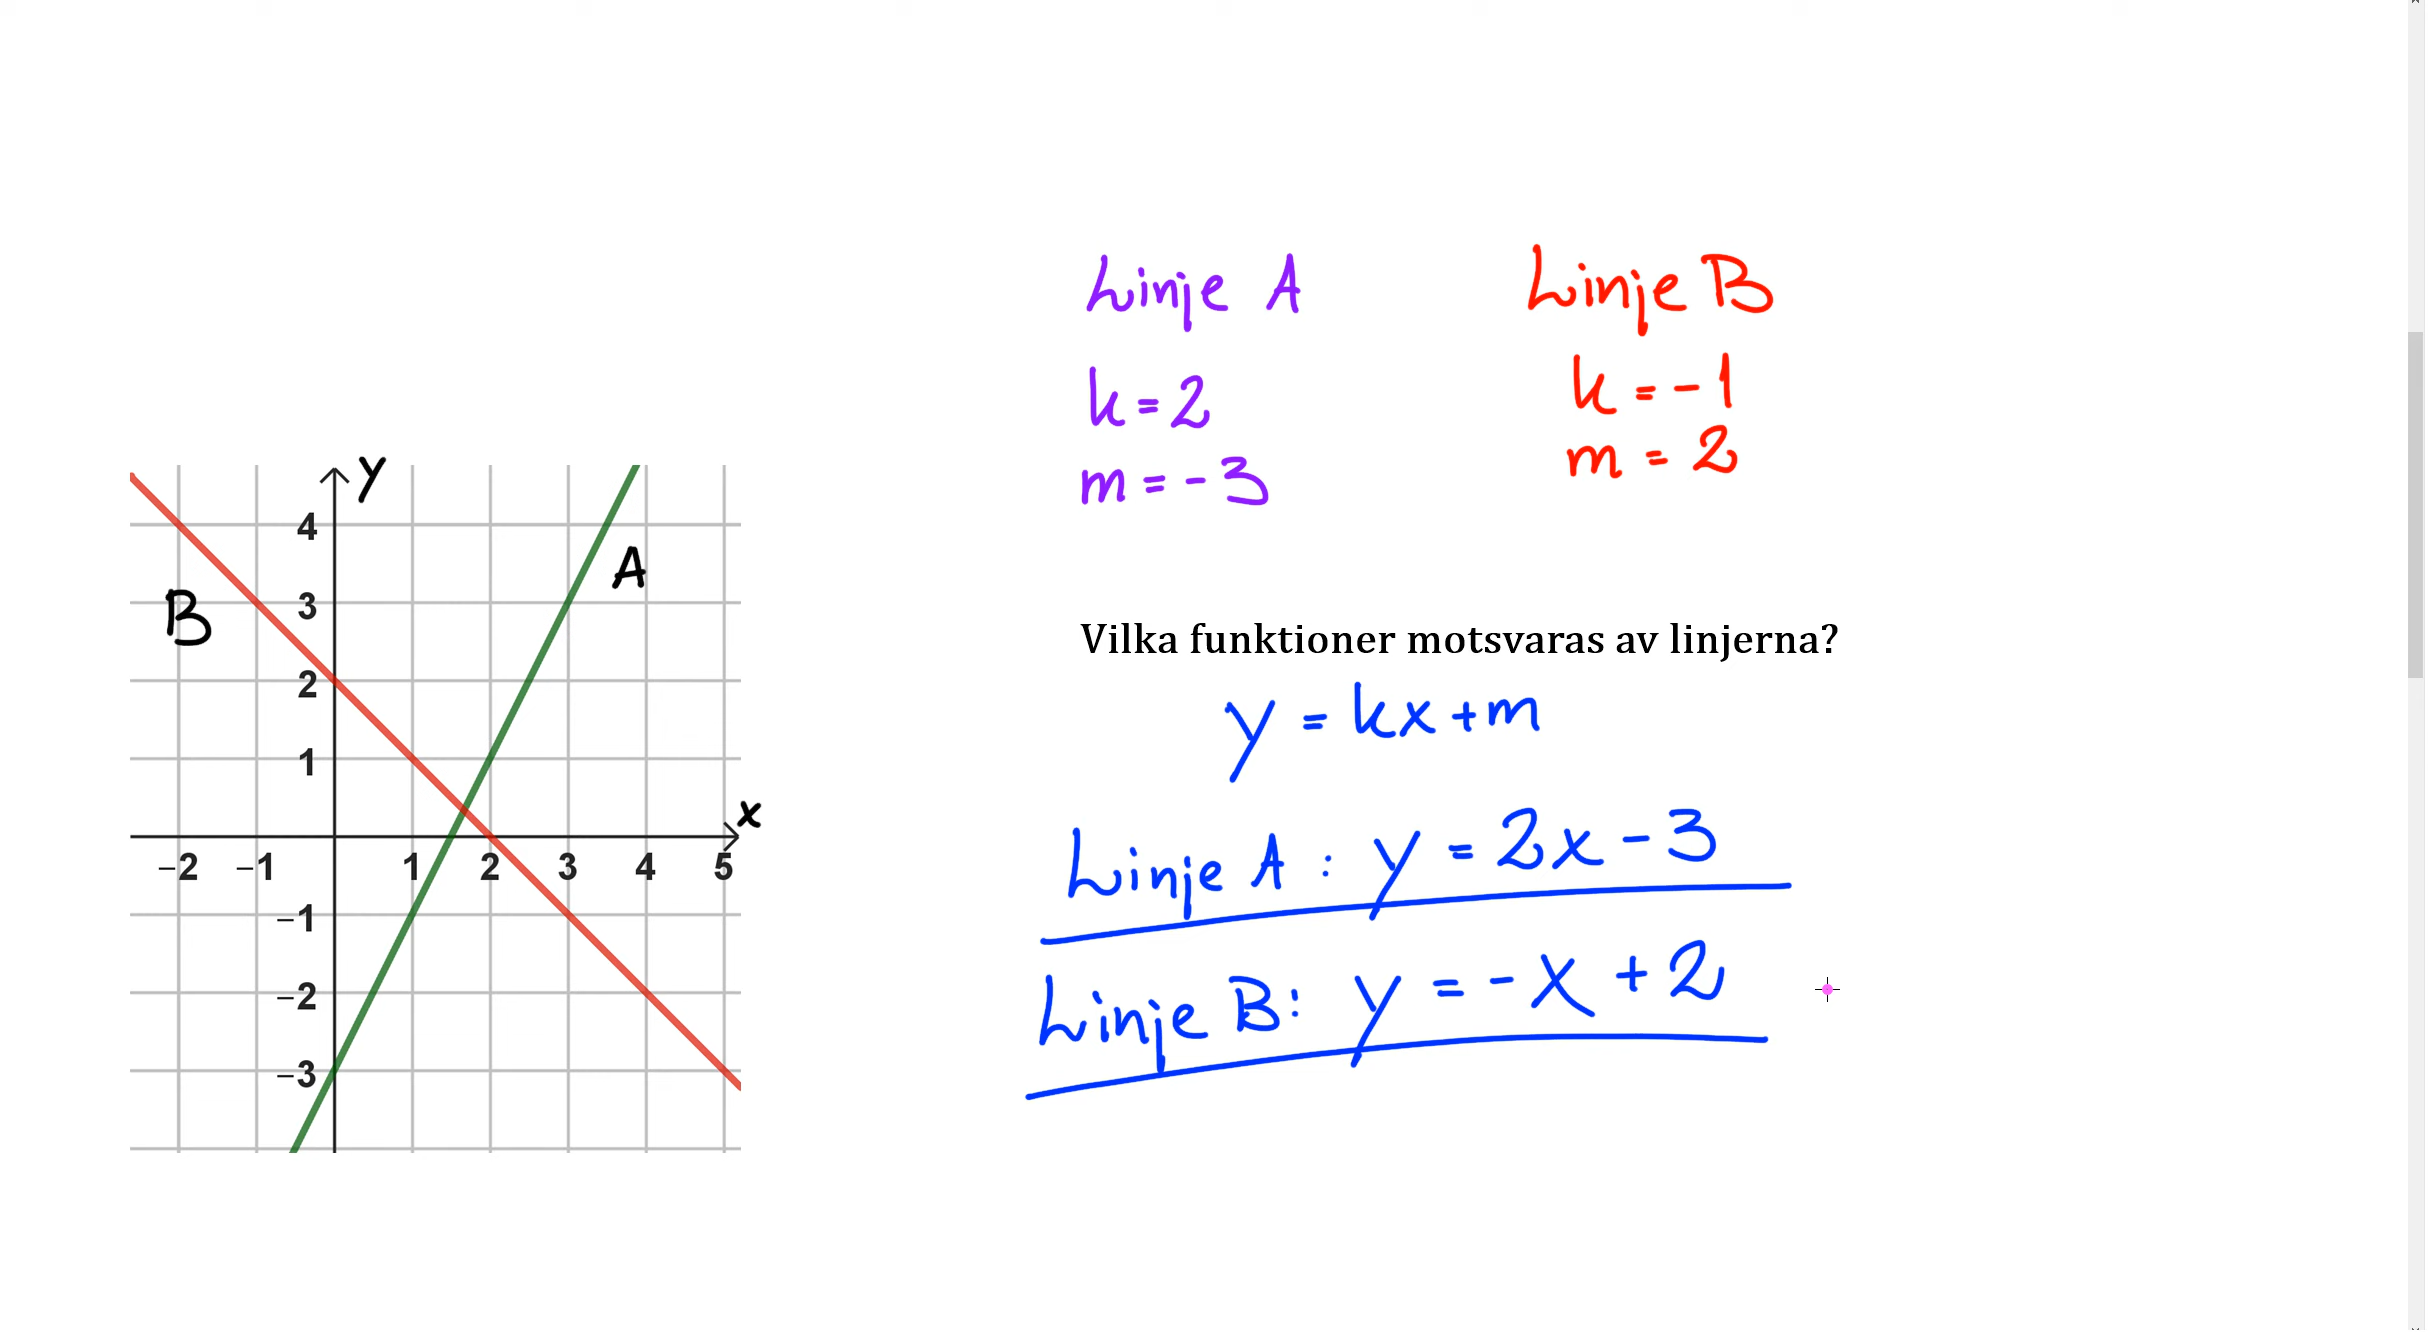 Linje A
k = 2
m = -3
Linje B
k = -1
m = 2
y
4
3
2
1
x
−2 −1 1 2 3 4 5
−1
−2
−3
A
B
Vilka funktioner motsvaras av linjerna?
y = kx + m
Linje A : y = 2x - 3
Linje B: y = -x + 2